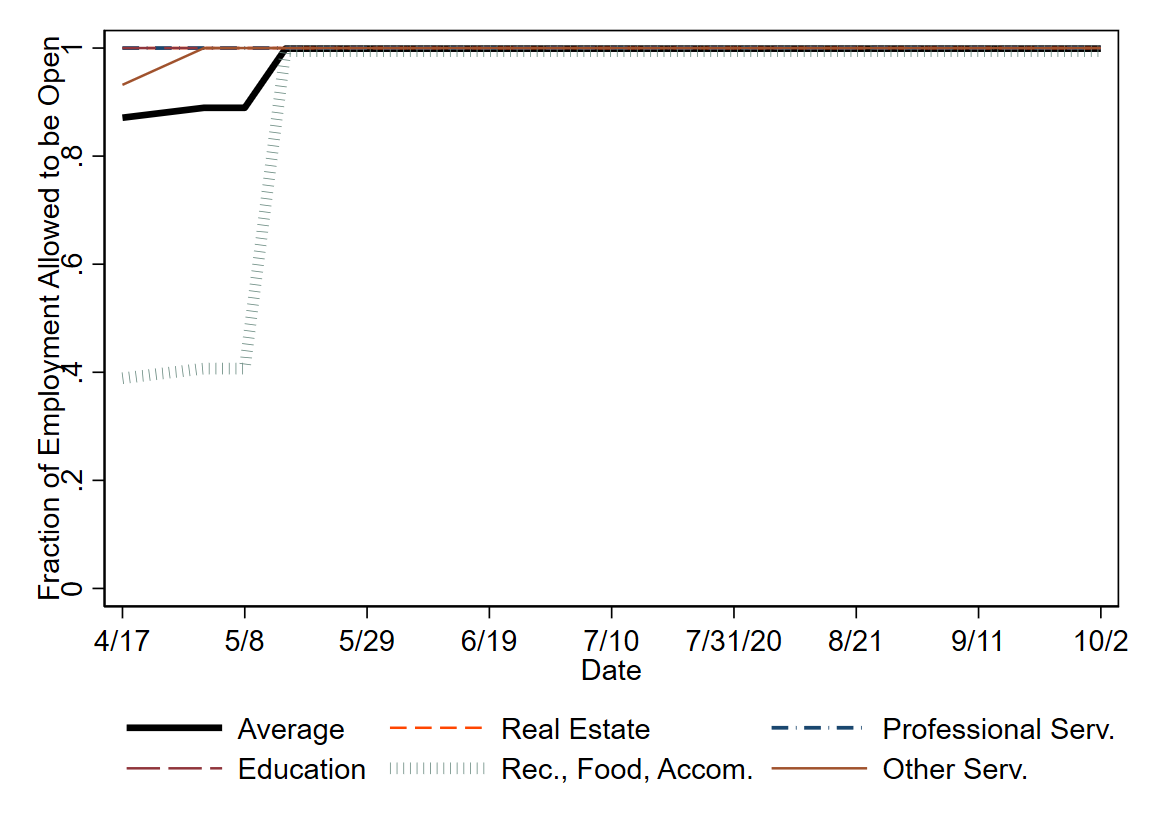 Fraction of Employment Allowed to be Open
1
.8
.6
.4
.2
0
4/17 5/8 5/29 6/19 7/10 7/31/20 8/21 9/11 10/2
Date
Average Real Estate Professional Serv.
Education Rec., Food, Accom. Other Serv.